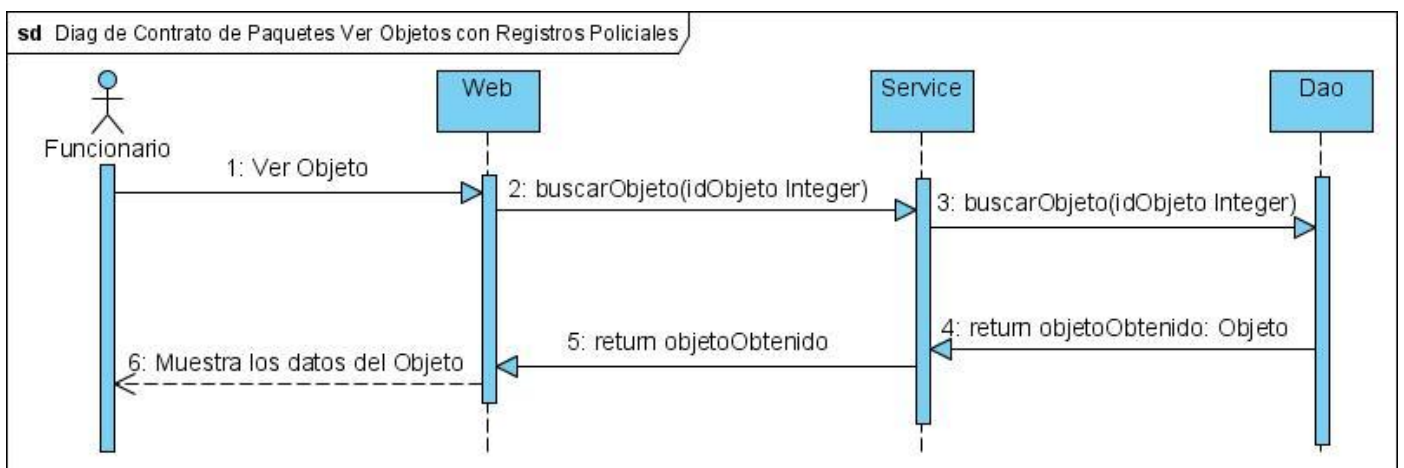 sd Diag de Contrato de Paquetes Ver Objetos con Registros Policiales
Web
Service
Dao
Funcionario
1: Ver Objeto
2: buscarObjeto(idObjeto Integer)
3: buscarObjeto(idObjeto Integer)
4: return objetoObtenido: Objeto
5: return objetoObtenido
6: Muestra los datos del Objeto